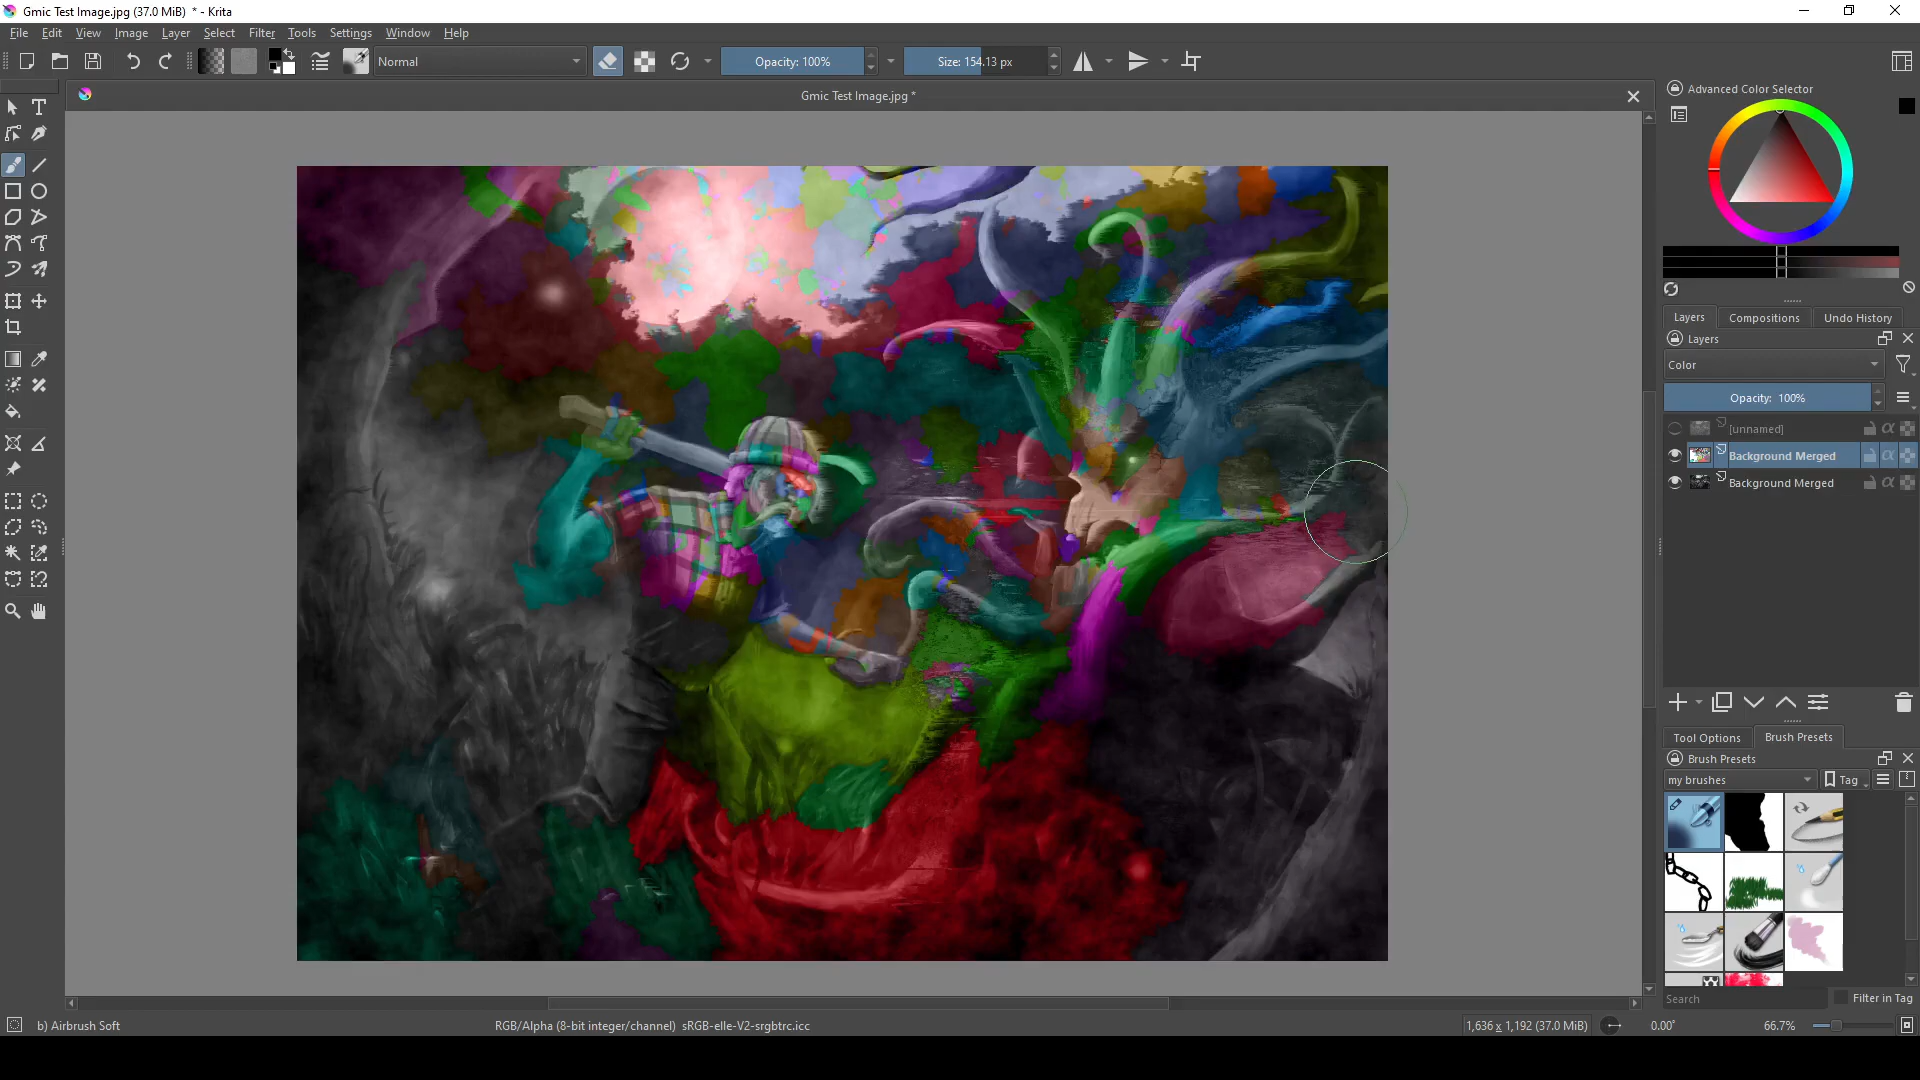 Gmic Test Image.jpg (37.0 MiB)  * - Krita
File Edit View Image Layer Select Filter Tools Settings Window Help
Normal Opacity: 100% Size: 154.13 px
Gmic Test Image.jpg *
Advanced Color Selector
Layers Compositions Undo History
Layers
Color
Opacity: 100%
[unnamed]
Background Merged
Background Merged
Tool Options Brush Presets
Brush Presets
my brushes Tag
Search Filter in Tag
b) Airbrush Soft RGB/Alpha (8-bit integer/channel) sRGB-elle-V2-srgbtrc.icc 1,636 x 1,192 (37.0 MiB) 0.00° 66.7%